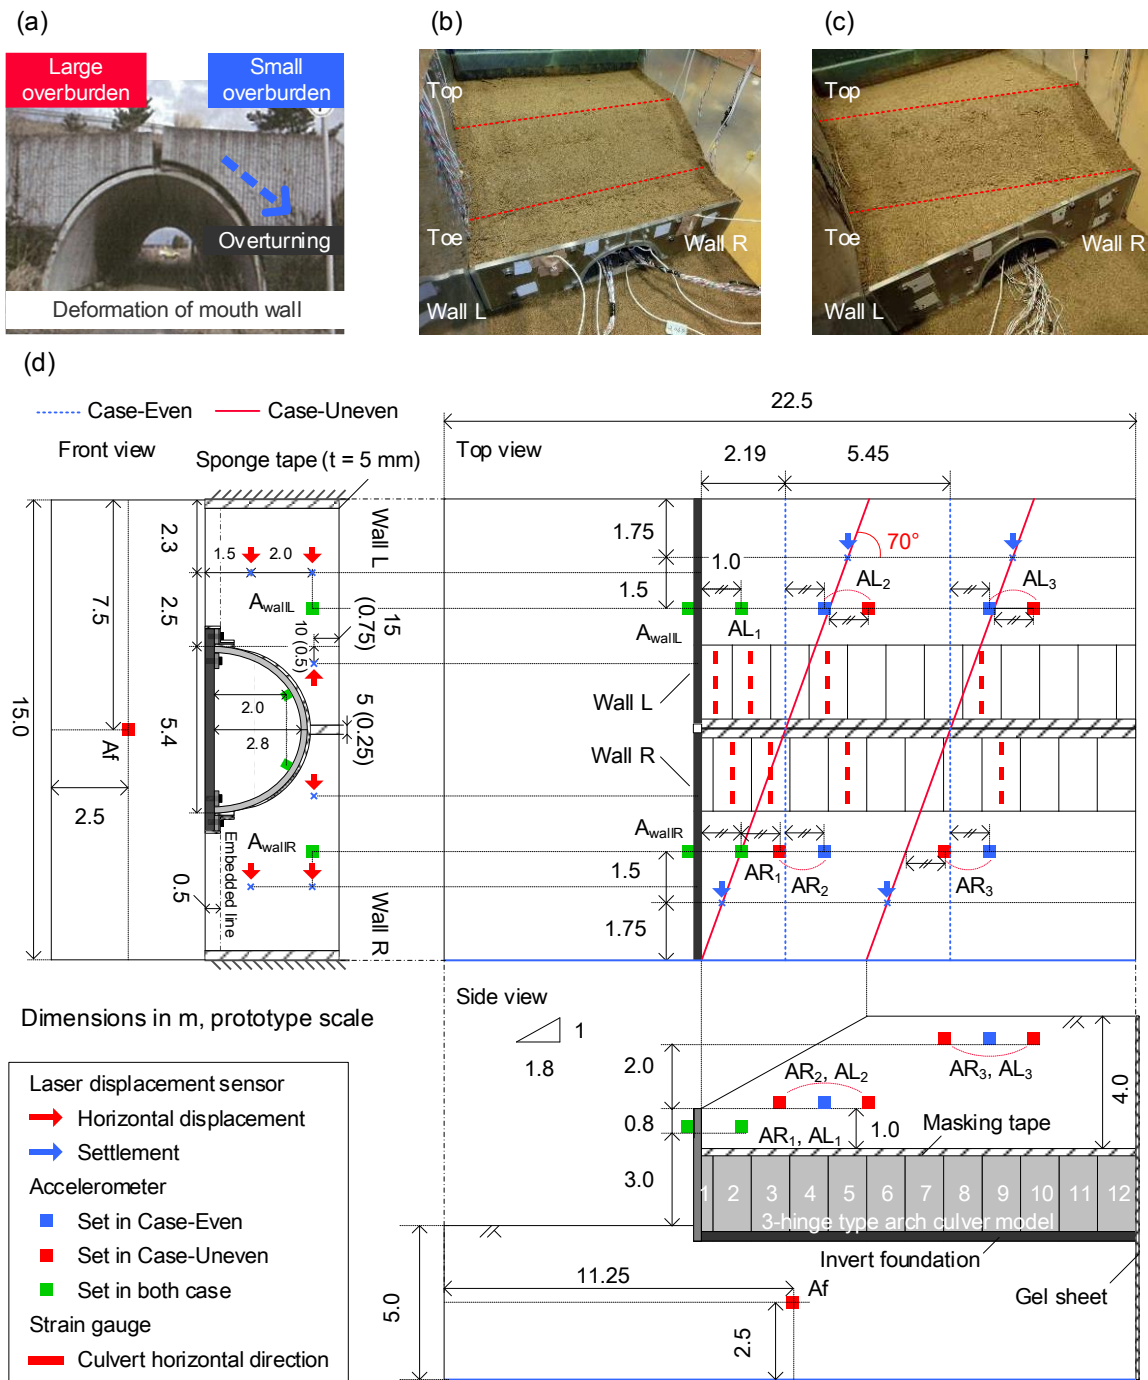 (a)
Large
overburden
Small
overburden
Overturning
Deformation of mouth wall
(b)
Top
Toe
Wall L
Wall R
(c)
Top
Toe
Wall L
Wall R
(d)
Case-Even
Case-Uneven
Front view
Sponge tape (t = 5 mm)
Top view
22.5
2.19
5.45
15.0
7.5
2.5
Af
2.3
2.5
5.4
1.5
2.0
Wall L
AwallL
15
(0.75)
10 (0.5)
2.0
2.8
5 (0.25)
AwallR
Embedded line
0.5
Wall R
1.75
1.5
1.0
70°
AL2
AL3
AwallL
AL1
Wall L
Wall R
AwallR
AR1
AR2
AR3
1.5
1.75
Side view
1
1.8
2.0
0.8
3.0
AR2, AL2
AR3, AL3
AR1, AL1
1.0
4.0
Masking tape
1 2 3 4 5 6 7 8 9 10 11 12
3-hinge type arch culver model
Invert foundation
Gel sheet
11.25
Af
5.0
2.5
Dimensions in m, prototype scale
Laser displacement sensor
Horizontal displacement
Settlement
Accelerometer
Set in Case-Even
Set in Case-Uneven
Set in both case
Strain gauge
Culvert horizontal direction